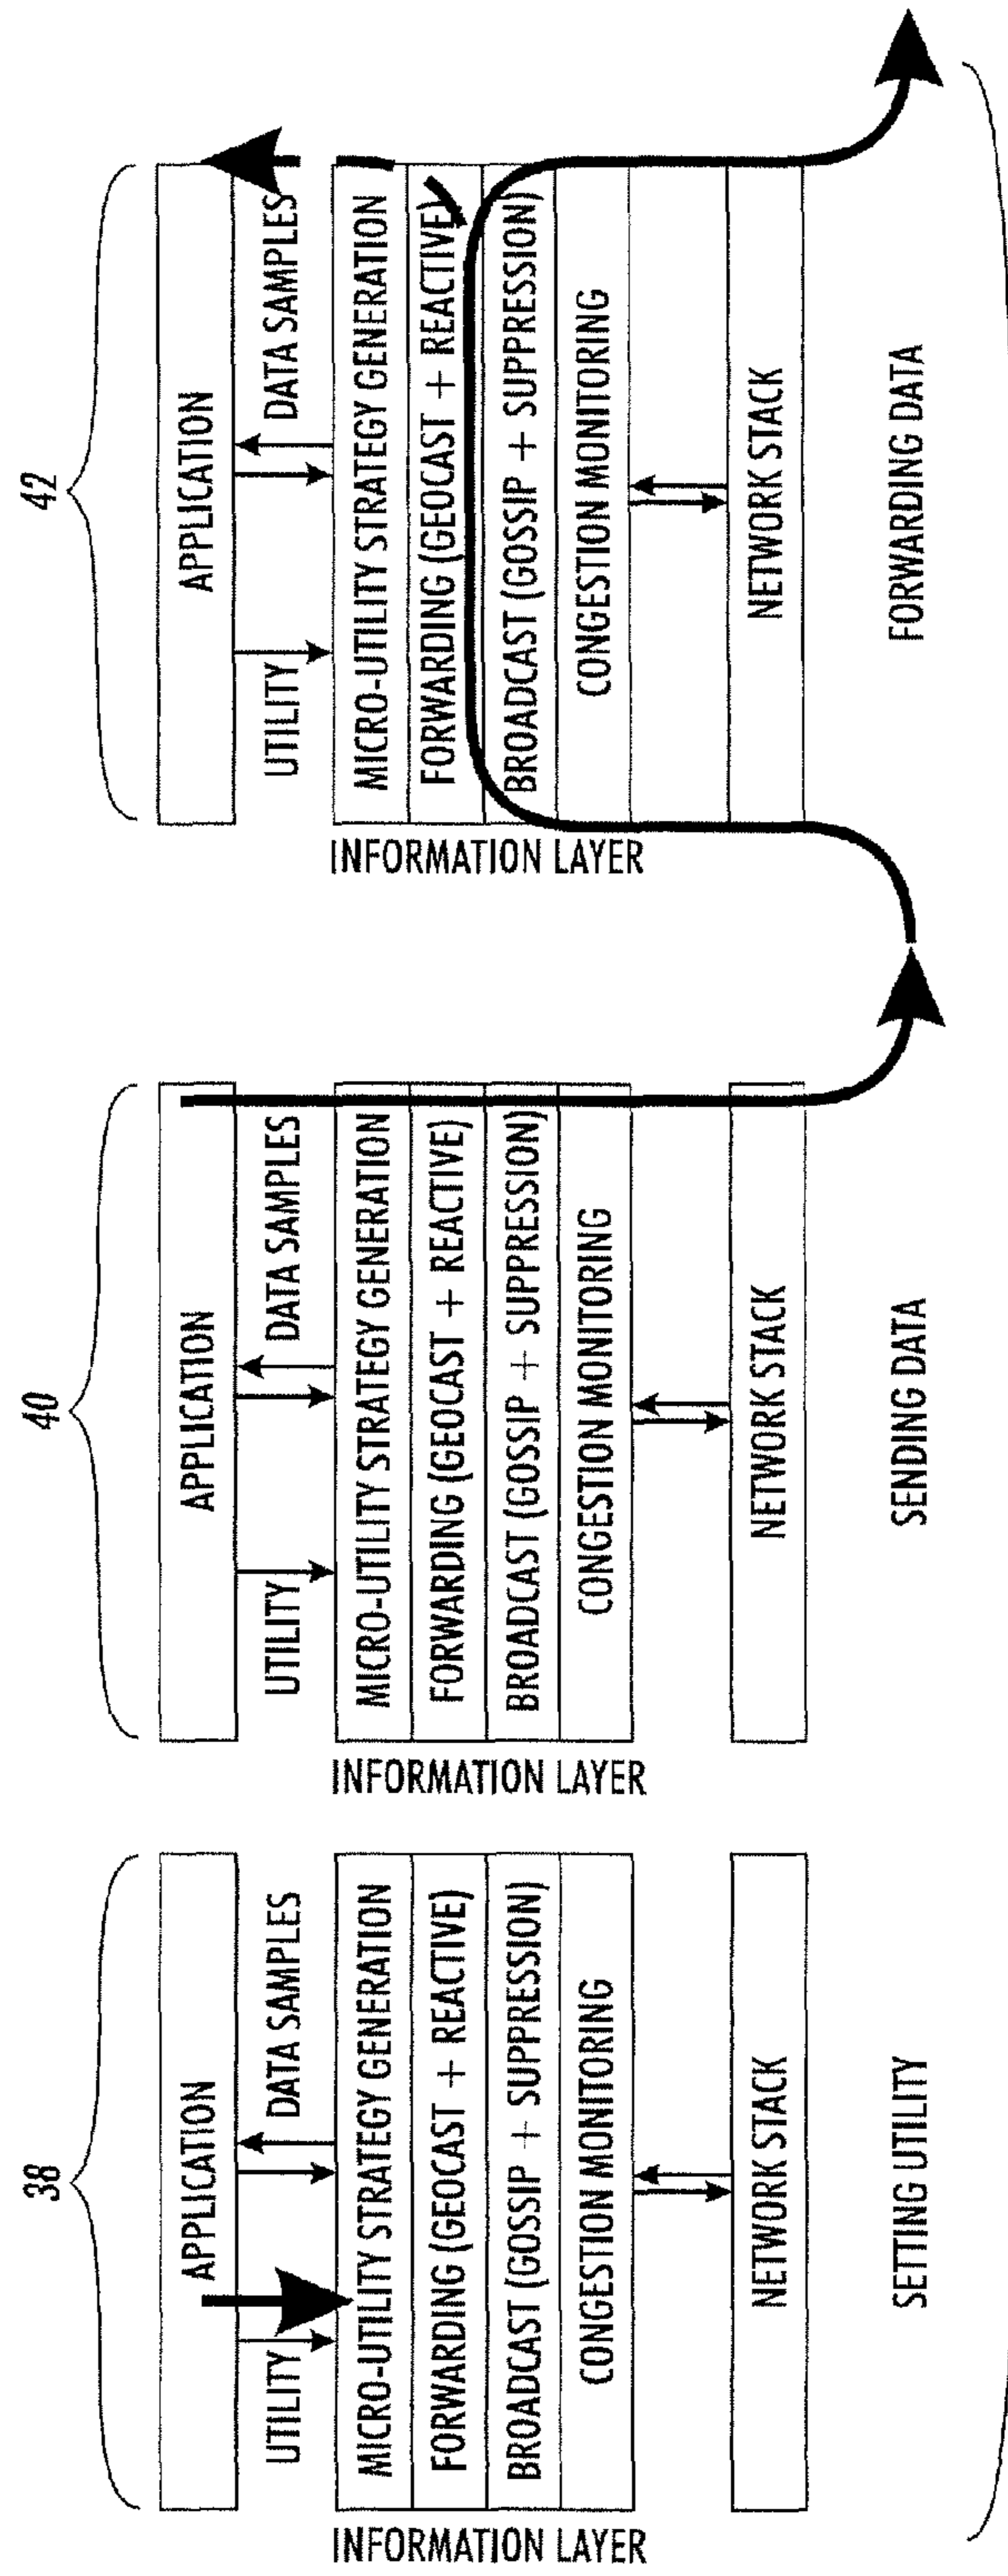 38
APPLICATION
UTILITY
DATA SAMPLES
INFORMATION LAYER
MICRO-UTILITY STRATEGY GENERATION
FORWARDING (GEOCAST + REACTIVE)
BROADCAST (GOSSIP + SUPPRESSION)
CONGESTION MONITORING
NETWORK STACK
SETTING UTILITY
40
APPLICATION
UTILITY
DATA SAMPLES
INFORMATION LAYER
MICRO-UTILITY STRATEGY GENERATION
FORWARDING (GEOCAST + REACTIVE)
BROADCAST (GOSSIP + SUPPRESSION)
CONGESTION MONITORING
NETWORK STACK
SENDING DATA
42
APPLICATION
UTILITY
DATA SAMPLES
INFORMATION LAYER
MICRO-UTILITY STRATEGY GENERATION
FORWARDING (GEOCAST + REACTIVE)
BROADCAST (GOSSIP + SUPPRESSION)
CONGESTION MONITORING
NETWORK STACK
FORWARDING DATA